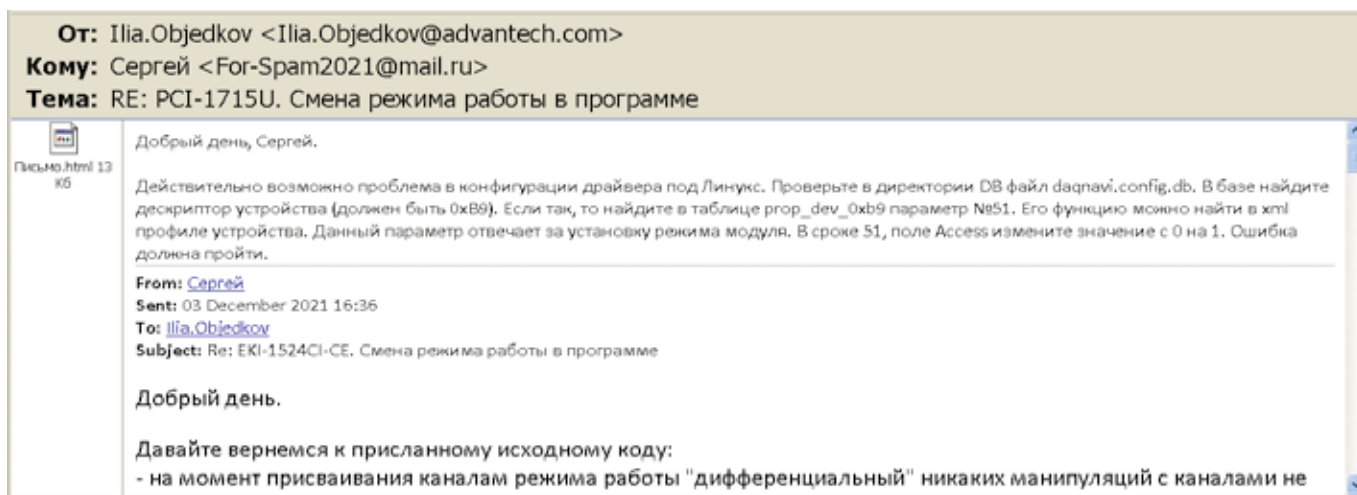 От: Ilia.Objedkov <Ilia.Objedkov@advantech.com>
Кому: Сергей <For-Spam2021@mail.ru>
Тема: RE: PCI-1715U. Смена режима работы в программе
Письмо.html 13
Кб
Добрый день, Сергей.
Действительно возможно проблема в конфигурации драйвера под Линукс. Проверьте в директории DB файл daqnavi.config.db. В базе найдите
дескриптор устройства (должен быть 0xB9). Если так, то найдите в таблице prop_dev_0xb9 параметр №51. Его функцию можно найти в xml
профиле устройства. Данный параметр отвечает за установку режима модуля. В сроке 51, поле Access измените значение с 0 на 1. Ошибка
должна пройти.
From: Сергей
Sent: 03 December 2021 16:36
To: Ilia.Objedkov
Subject: Re: EKI-1524CI-CE. Смена режима работы в программе
Добрый день.
Давайте вернемся к присланному исходному коду:
- на момент присваивания каналам режима работы "дифференциальный" никаких манипуляций с каналами не